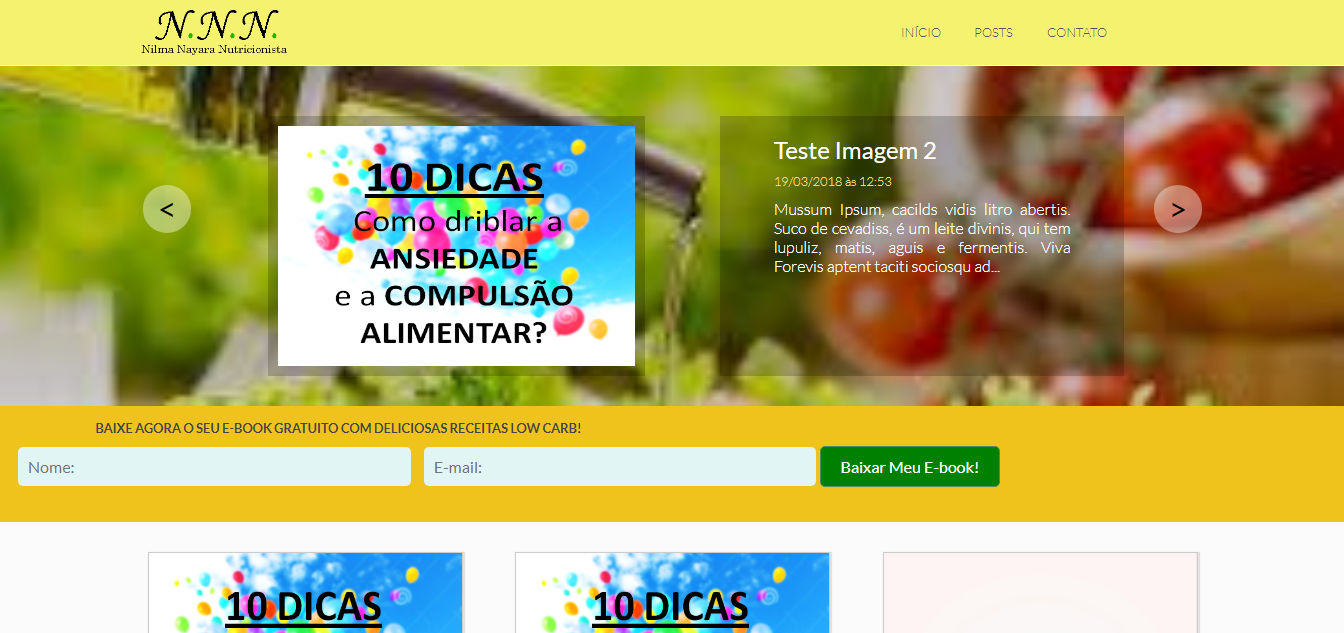 N.N.N.
Nilma Nayara Nutricionista
INÍCIO
POSTS
CONTATO
<
10 DICAS
Como driblar a
ANSIEDADE
e a COMPULSÃO
ALIMENTAR?
Teste Imagem 2
19/03/2018 às 12:53
Mussum Ipsum, cacilds vidis litro abertis.
Suco de cevadiss, é um leite divinis, qui tem
lupuliz, matis, aguis e fermentis. Viva
Forevis aptent taciti sociosqu ad...
>
BAIXE AGORA O SEU E-BOOK GRATUITO COM DELICIOSAS RECEITAS LOW CARB!
Nome:
E-mail:
Baixar Meu E-book!
10 DICAS
10 DICAS